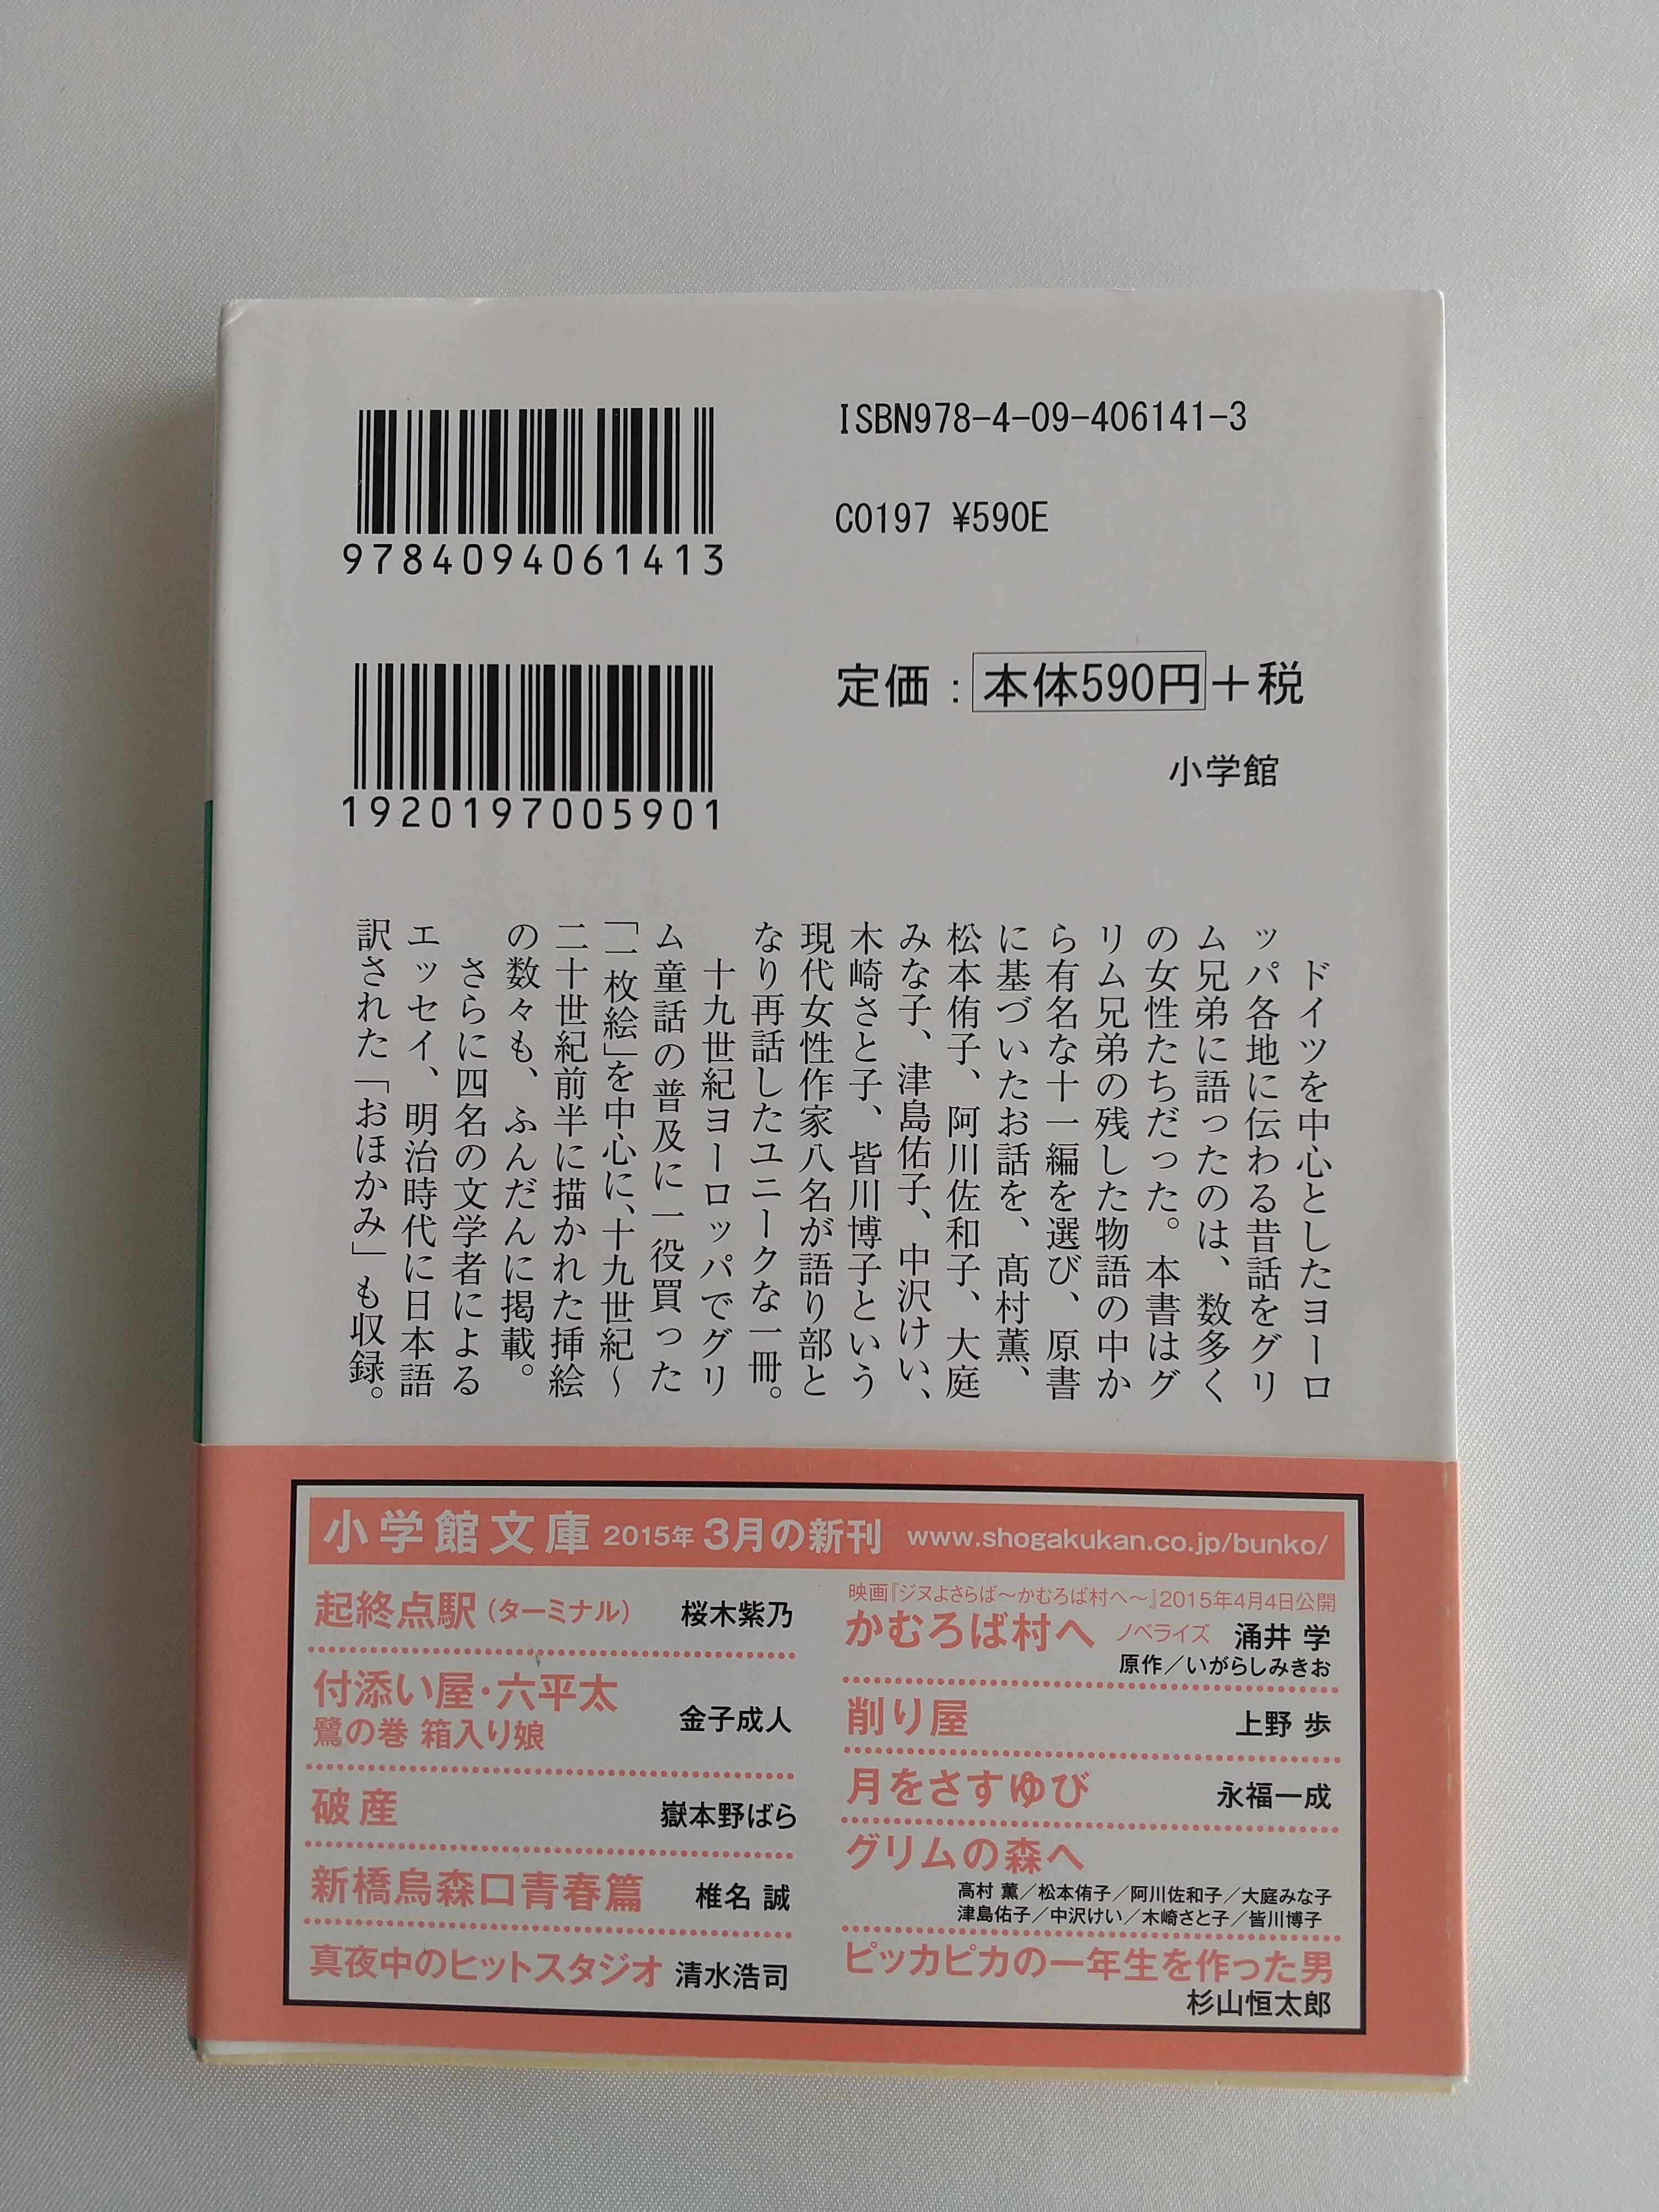 9784094061413
1920197005901
ISBN978-4-09-406141-3
C0197 ¥590E
定価：本体590円＋税
小学館
ドイツを中心としたヨーロ
ッパ各地に伝わる昔話をグリ
ム兄弟に語ったのは、数多く
の女性たちだった。本書はグ
リム兄弟の残した物語の中か
ら有名な十一編を選び、原書
に基づいたお話を、髙村薫、
松本侑子、阿川佐和子、大庭
みな子、津島佑子、中沢けい、
木崎さと子、皆川博子という
現代女性作家八名が語り部と
なり再話したユニークな一冊。
十九世紀ヨーロッパでグリ
ム童話の普及に一役買った
「一枚絵」を中心に、十九世紀〜
二十世紀前半に描かれた挿絵
の数々も、ふんだんに掲載。
さらに四名の文学者による
エッセイ、明治時代に日本語
訳された「おほかみ」も収録。
小学館文庫 2015年 3月の新刊 www.shogakukan.co.jp/bunko/
起終点駅（ターミナル） 桜木紫乃
付添い屋・六平太
鷺の巻 箱入り娘 金子成人
破産 嶽本野ばら
新橋烏森口青春篇 椎名 誠
真夜中のヒットスタジオ 清水浩司
映画『ジヌよさらば〜かむろば村へ〜』2015年4月4日公開
かむろば村へ ノベライズ 涌井 学
原作／いがらしみきお
削り屋 上野 歩
月をさすゆび 永福一成
グリムの森へ
高村 薫／松本侑子／阿川佐和子／大庭みな子
津島佑子／中沢けい／木崎さと子／皆川博子
ピッカピカの一年生を作った男
杉山恒太郎